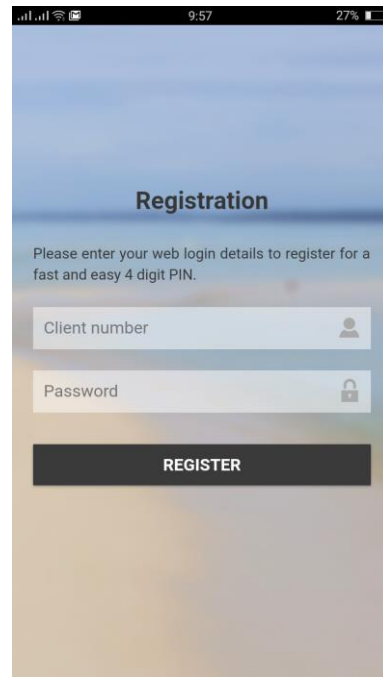 9:57
27%
Registration
Please enter your web login details to register for a
fast and easy 4 digit PIN.
Client number
Password
REGISTER